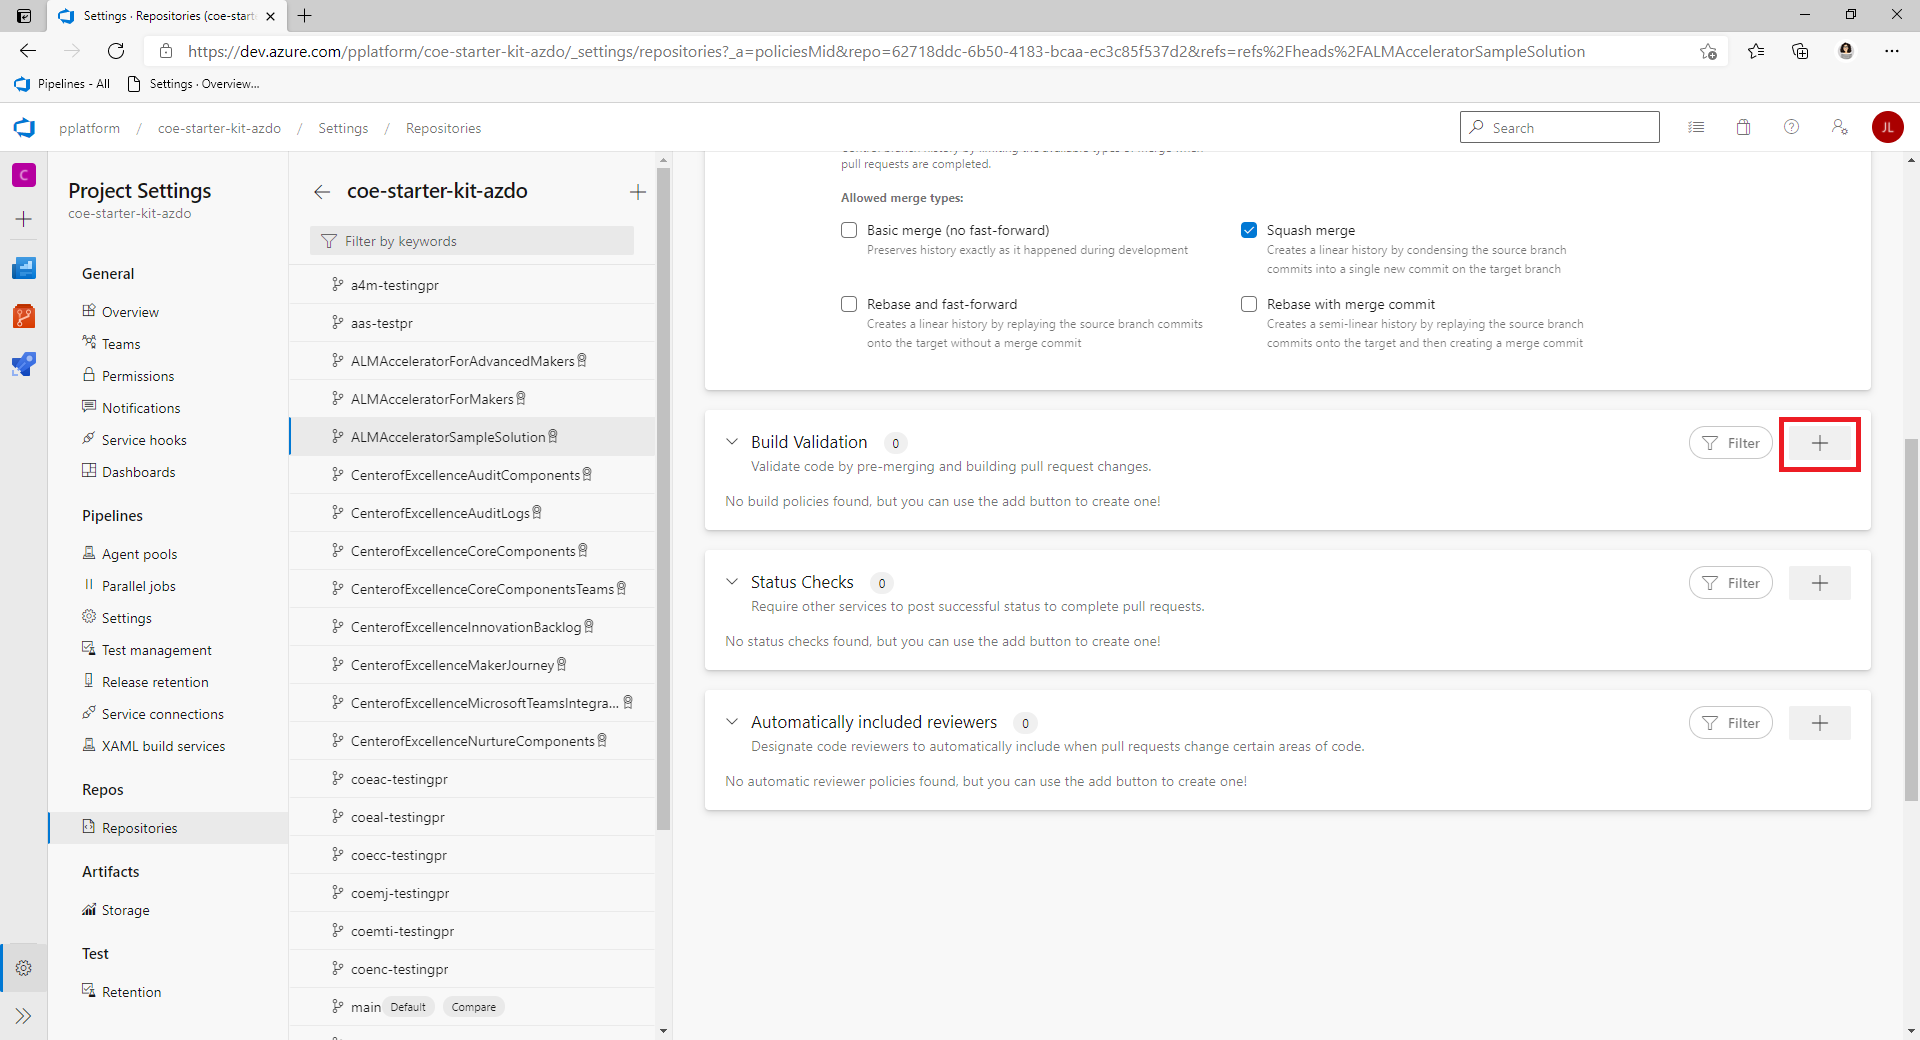 Settings · Repositories (coe-start
https://dev.azure.com/pplatform/coe-starter-kit-azdo/_settings/repositories?_a=policiesMid&repo=62718ddc-6b50-4183-bcaa-ec3c85f537d2&refs=refs%2Fheads%2FALMAcceleratorSampleSolution
Pipelines - All
Settings · Overview...
pplatform / coe-starter-kit-azdo / Settings / Repositories
Search
JL
C
Project Settings
coe-starter-kit-azdo
General
Overview
Teams
Permissions
Notifications
Service hooks
Dashboards
Pipelines
Agent pools
Parallel jobs
Settings
Test management
Release retention
Service connections
XAML build services
Repos
Repositories
Artifacts
Storage
Test
Retention
coe-starter-kit-azdo
Filter by keywords
a4m-testingpr
aas-testpr
ALMAcceleratorForAdvancedMakers
ALMAcceleratorForMakers
ALMAcceleratorSampleSolution
CenterofExcellenceAuditComponents
CenterofExcellenceAuditLogs
CenterofExcellenceCoreComponents
CenterofExcellenceCoreComponentsTeams
CenterofExcellenceInnovationBacklog
CenterofExcellenceMakerJourney
CenterofExcellenceMicrosoftTeamsIntegra...
CenterofExcellenceNurtureComponents
coeac-testingpr
coeal-testingpr
coecc-testingpr
coemj-testingpr
coemti-testingpr
coenc-testingpr
main Default Compare
Control branch history by limiting the available types of merge when
pull requests are completed.
Allowed merge types:
Basic merge (no fast-forward)
Preserves history exactly as it happened during development
Squash merge
Creates a linear history by condensing the source branch
commits into a single new commit on the target branch
Rebase and fast-forward
Creates a linear history by replaying the source branch commits
onto the target without a merge commit
Rebase with merge commit
Creates a semi-linear history by replaying the source branch
commits onto the target and then creating a merge commit
Build Validation 0
Filter
Validate code by pre-merging and building pull request changes.
No build policies found, but you can use the add button to create one!
Status Checks 0
Filter
Require other services to post successful status to complete pull requests.
No status checks found, but you can use the add button to create one!
Automatically included reviewers 0
Filter
Designate code reviewers to automatically include when pull requests change certain areas of code.
No automatic reviewer policies found, but you can use the add button to create one!